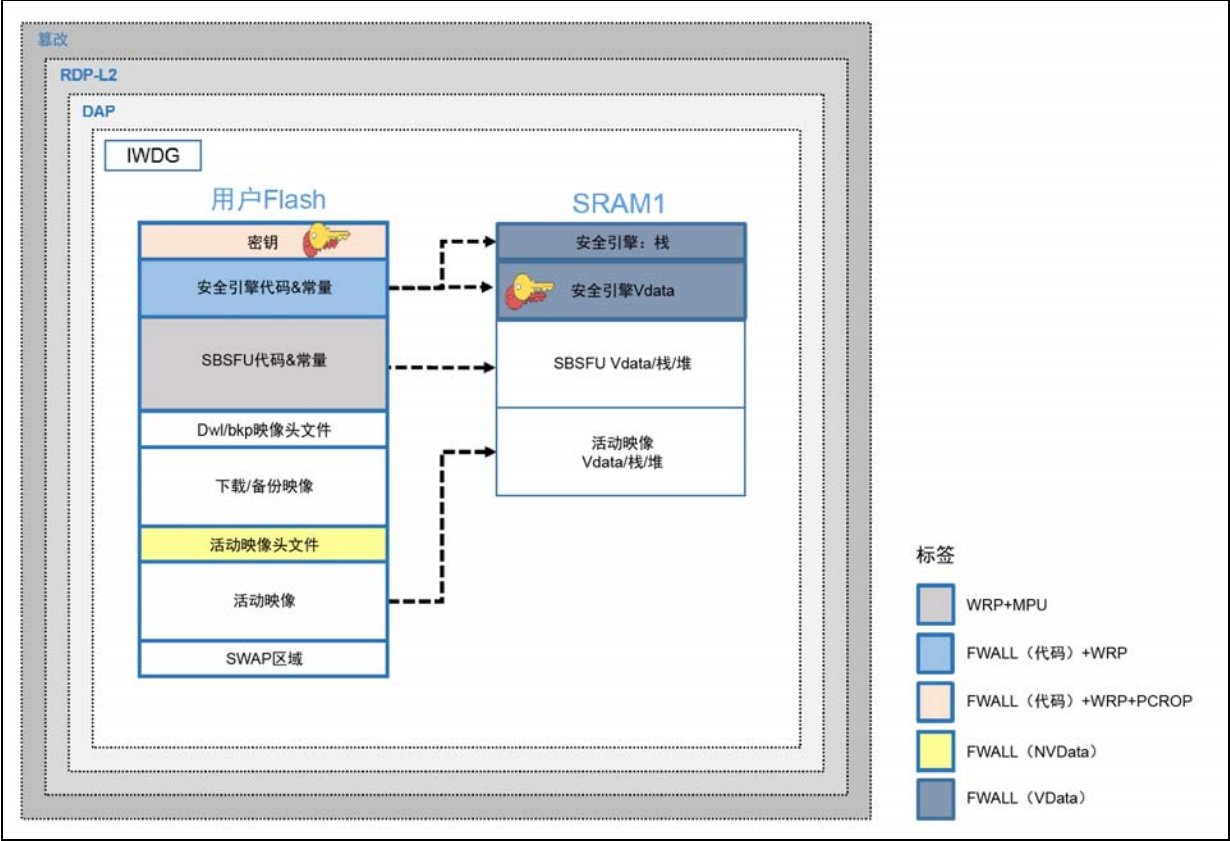 篡改
RDP-L2
DAP
IWDG
用户Flash
密钥
安全引擎代码&常量
SBSFU代码&常量
Dwl/bkp映像头文件
下载/备份映像
活动映像头文件
活动映像
SWAP区域
SRAM1
安全引擎：栈
安全引擎Vdata
SBSFU Vdata/栈/堆
活动映像
Vdata/栈/堆
标签
WRP+MPU
FWALL（代码）+WRP
FWALL（代码）+WRP+PCROP
FWALL（NVData）
FWALL（VData）